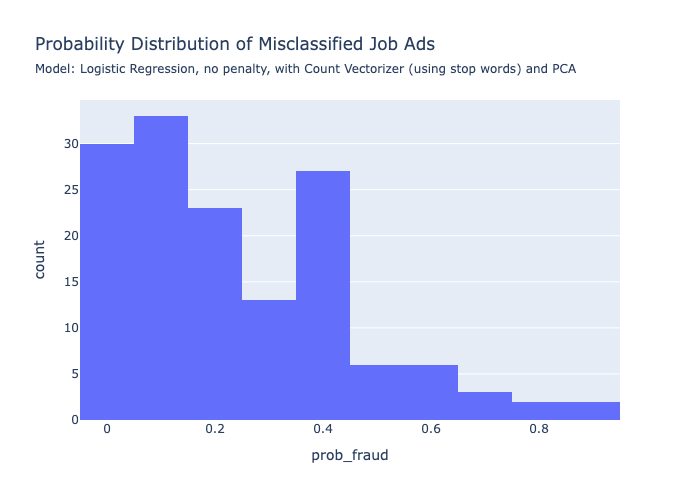 Probability Distribution of Misclassified Job Ads
Model: Logistic Regression, no penalty, with Count Vectorizer (using stop words) and PCA
30
25
20
15
10
5
0
count
0 0.2 0.4 0.6 0.8
prob_fraud